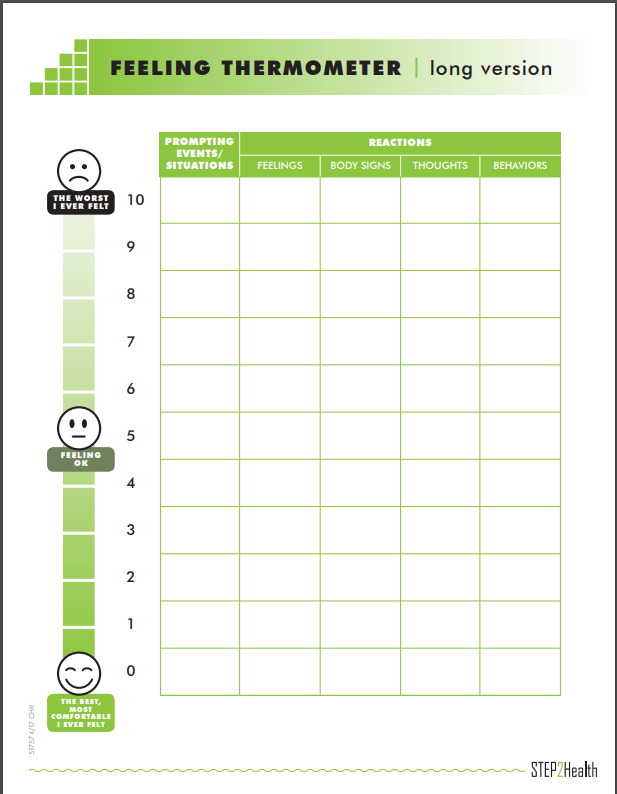 FEELING THERMOMETER | long version
PROMPTING
EVENTS/
SITUATIONS
REACTIONS
FEELINGS BODY SIGNS THOUGHTS BEHAVIORS
THE WORST
I EVER FELT
10
9
8
7
6
5
FEELING
OK
4
3
2
1
0
THE BEST,
MOST
COMFORTABLE
I EVER FELT
STEP2Health